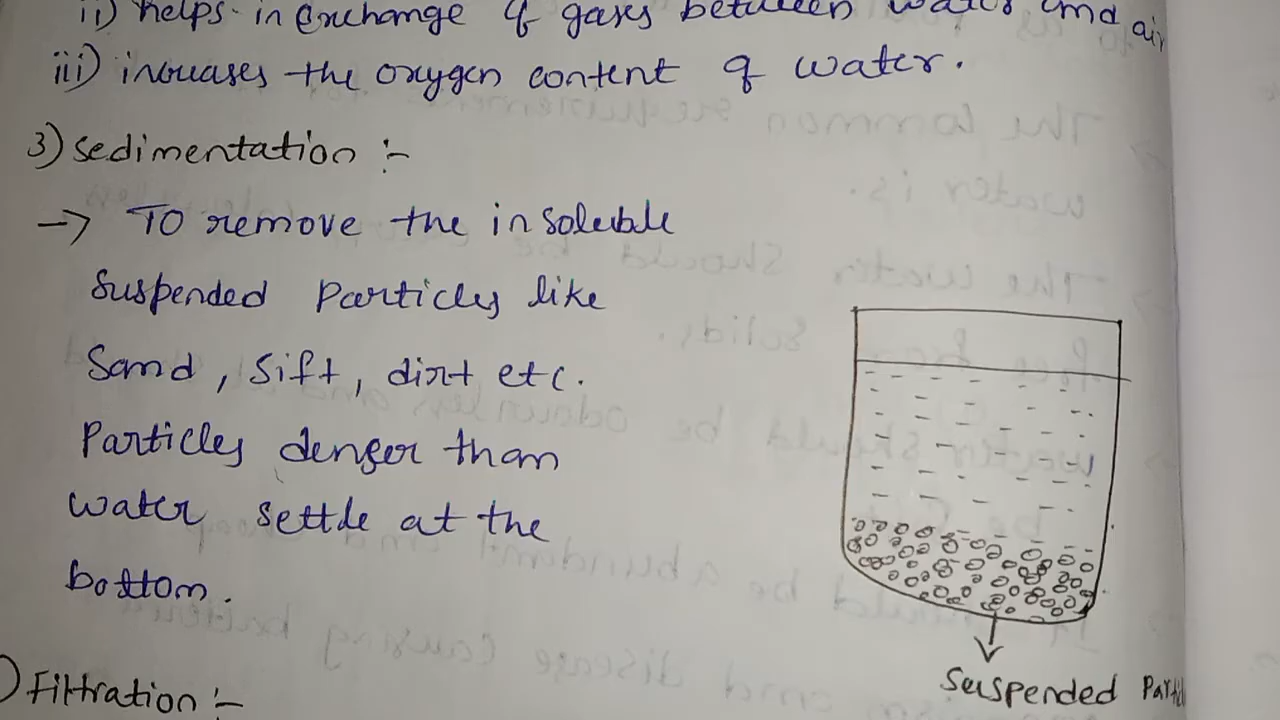 ii) helps in exchange of gases between water and air
iii) incuases the oxygen content of water.
3) sedimentation :-
→ To remove the insoluble
suspended particles like
Sand, sift, dirt etc.
Particles denser than
water settle at the
bottom.
Suspended Parti
) Filtration :-